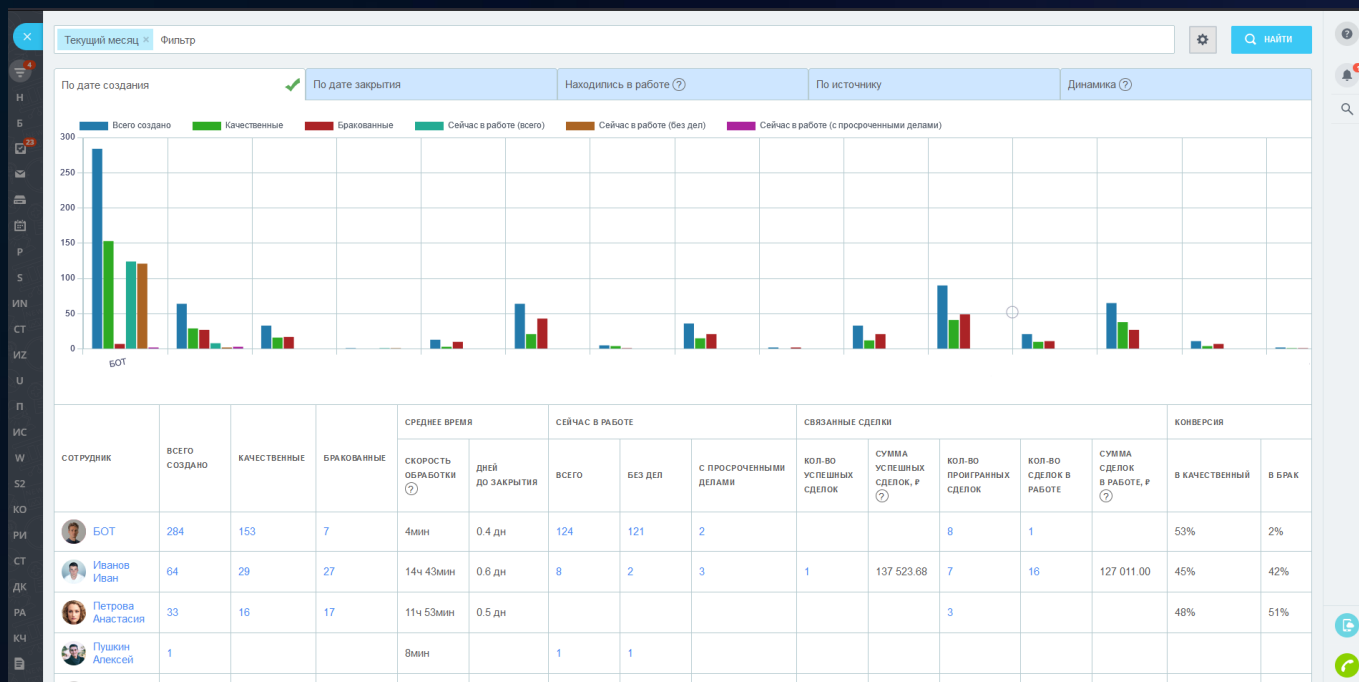 Текущий месяц ×
Фильтр
НАЙТИ
По дате создания
По дате закрытия
Находились в работе ?
По источнику
Динамика ?
Всего создано
Качественные
Бракованные
Сейчас в работе (всего)
Сейчас в работе (без дел)
Сейчас в работе (с просроченными делами)
300
250
200
150
100
50
0
БОТ
4
Н
Б
23
P
S
ИN
СТ
ИZ
U
П
ИС
W
S2
КО
РИ
СТ
ДК
РА
КЧ
СОТРУДНИК
ВСЕГО
СОЗДАНО
КАЧЕСТВЕННЫЕ
БРАКОВАННЫЕ
СРЕДНЕЕ ВРЕМЯ
СКОРОСТЬ
ОБРАБОТКИ
?
ДНЕЙ
ДО ЗАКРЫТИЯ
СЕЙЧАС В РАБОТЕ
ВСЕГО
БЕЗ ДЕЛ
С ПРОСРОЧЕННЫМИ
ДЕЛАМИ
СВЯЗАННЫЕ СДЕЛКИ
КОЛ-ВО
УСПЕШНЫХ
СДЕЛОК
СУММА
УСПЕШНЫХ
СДЕЛОК, ₽
?
КОЛ-ВО
ПРОИГРАННЫХ
СДЕЛОК
КОЛ-ВО
СДЕЛОК В
РАБОТЕ
СУММА
СДЕЛОК
В РАБОТЕ, ₽
?
КОНВЕРСИЯ
В КАЧЕСТВЕННЫЙ
В БРАК
БОТ 284 153 7 4мин 0.4 дн 124 121 2 8 1 53% 2%
Иванов
Иван
64 29 27 14ч 43мин 0.6 дн 8 2 3 1 137 523.68 7 16 127 011.00 45% 42%
Петрова
Анастасия
33 16 17 11ч 53мин 0.5 дн 3 48% 51%
Пушкин
Алексей
1 8мин 1 1